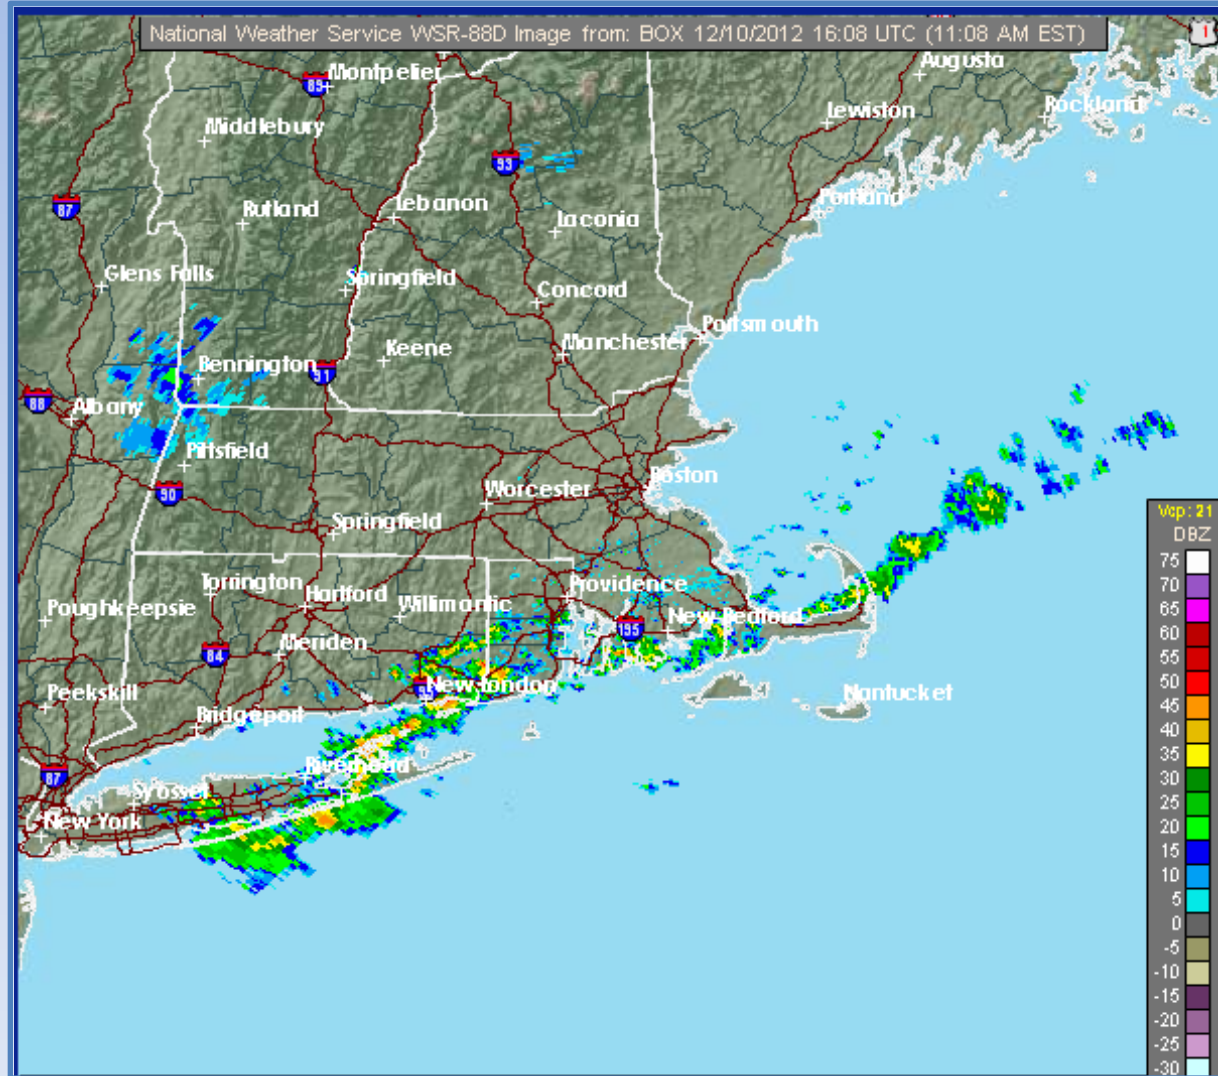 National Weather Service WSR-88D Image from: BOX 12/10/2012 16:08 UTC (11:08 AM EST)
1
Augusta
89
Montpelier
Rockland
Lewiston
Middlebury
93
Portland
87
Rutland
Lebanon
Laconia
Glens Falls
Springfield
Concord
Portsmouth
Manchester
Keene
Bennington
91
88
Albany
Pittsfield
Boston
90
Worcester
Springfield
Torrington
Hartford
Willimantic
Providence
Poughkeepsie
New Bedford
195
Meriden
84
Peekskill
95
New London
Nantucket
Bridgeport
87
Riverhead
Syosset
New York
Vcp: 21
DBZ
75
70
65
60
55
50
45
40
35
30
25
20
15
10
5
0
-5
-10
-15
-20
-25
-30